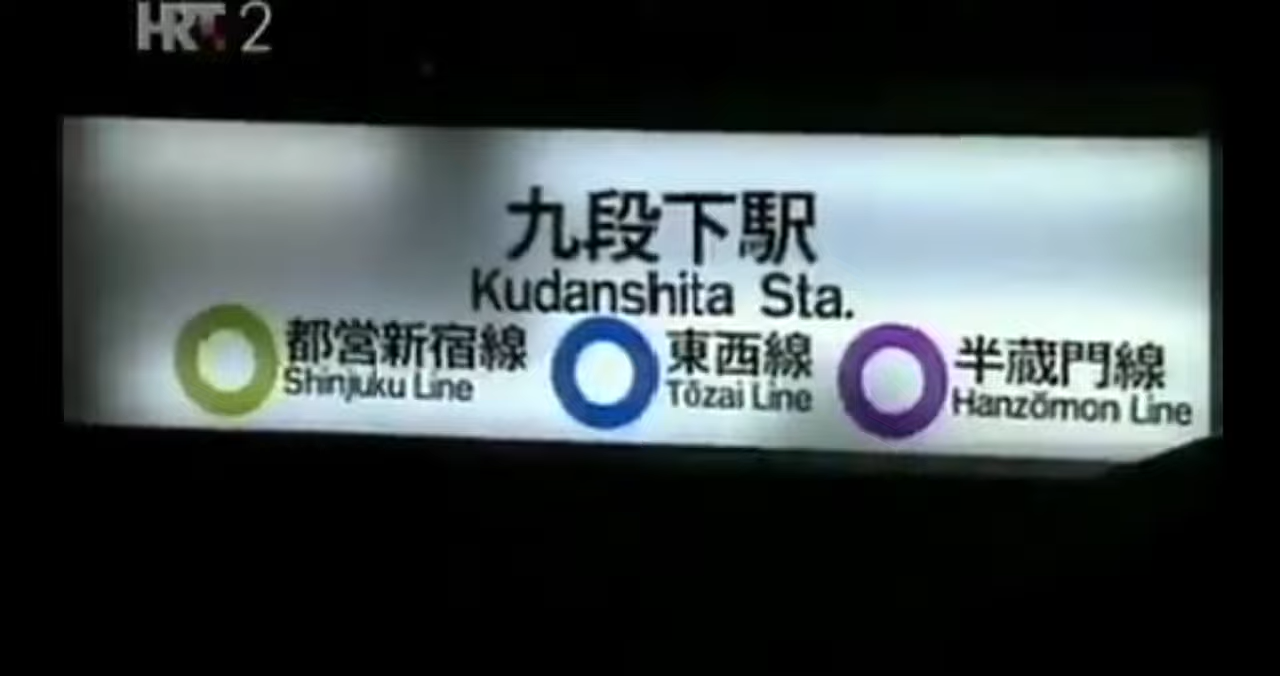 HRT 2
九段下駅
Kudanshita Sta.
都営新宿線
Shinjuku Line
東西線
Tōzai Line
半蔵門線
Hanzōmon Line